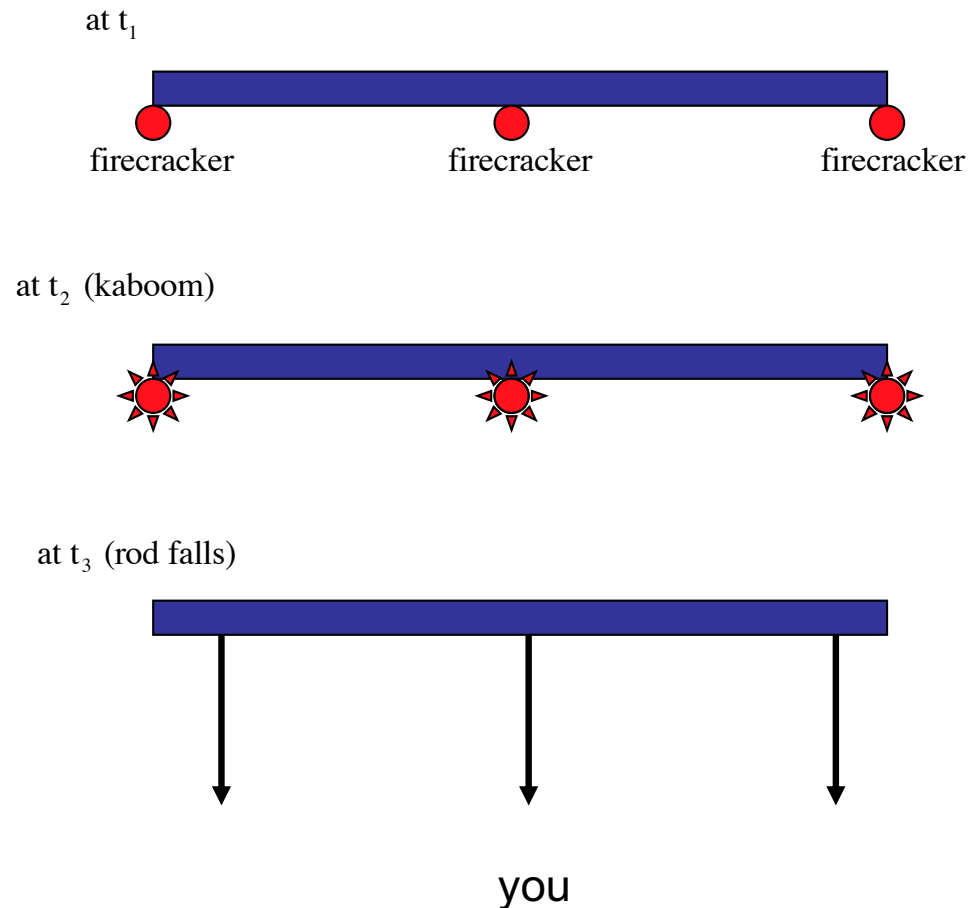 at t₁
firecracker firecracker firecracker
at t₂ (kaboom)
at t₃ (rod falls)
you